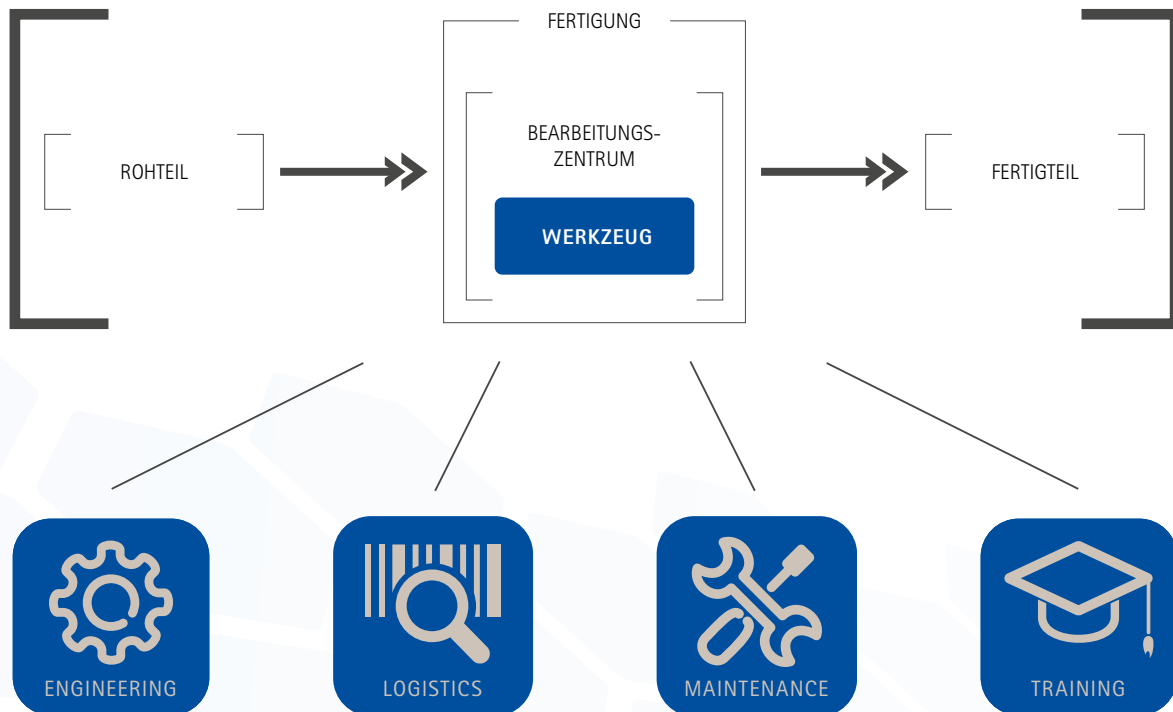 FERTIGUNG
ROHTEIL
BEARBEITUNGS-
ZENTRUM
WERKZEUG
FERTIGTEIL
ENGINEERING
LOGISTICS
MAINTENANCE
TRAINING